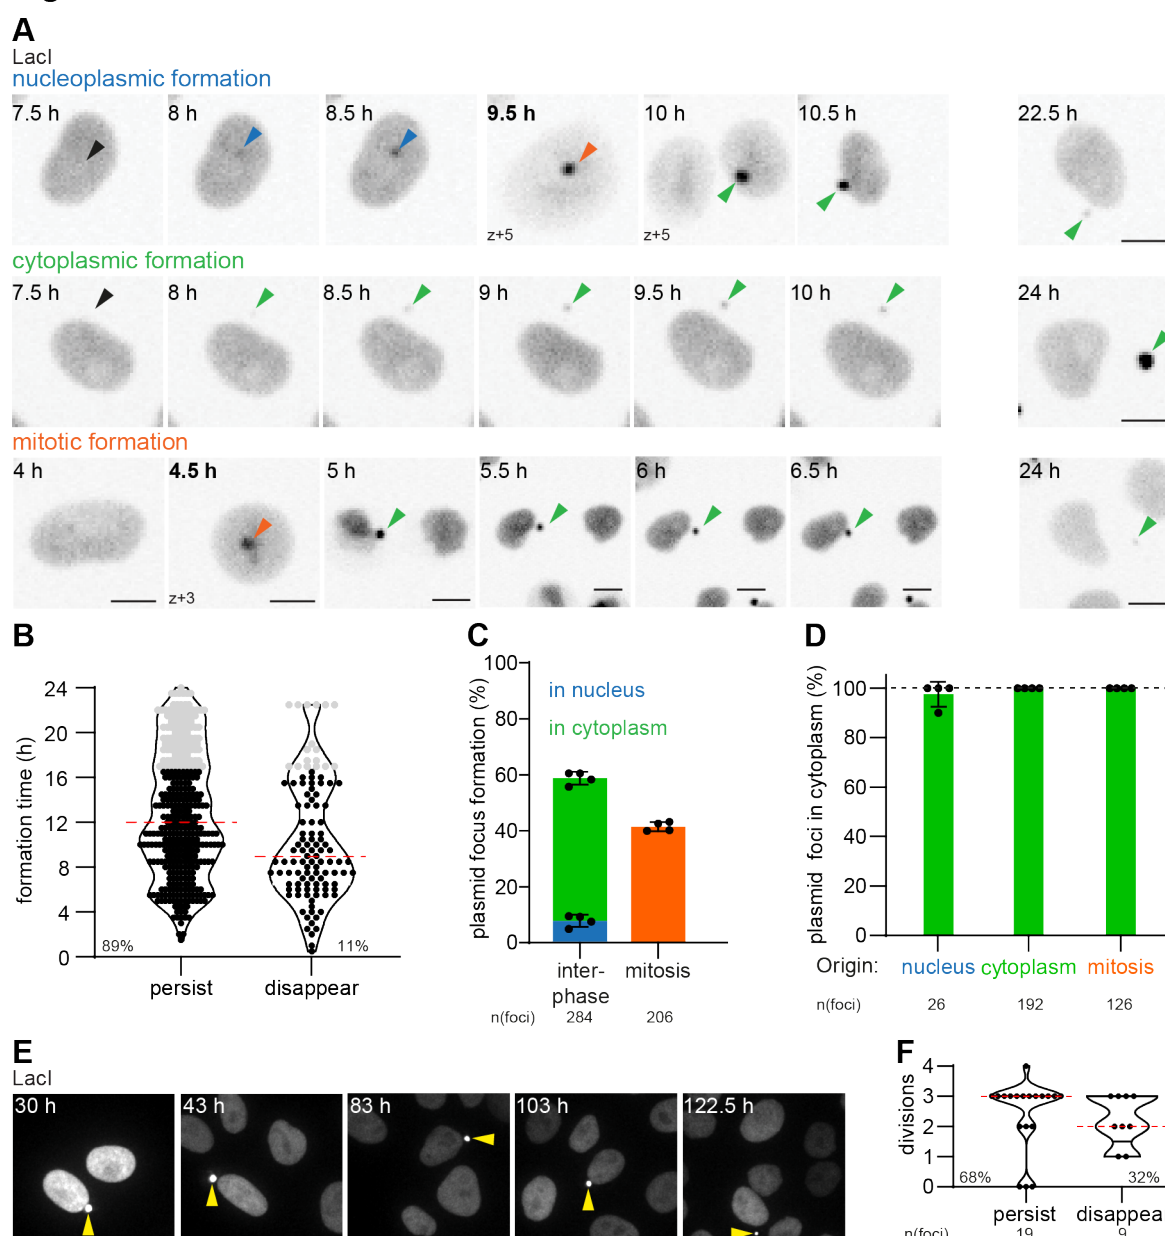 A
LacI
nucleoplasmic formation
7.5 h 8 h 8.5 h 9.5 h 10 h 10.5 h 22.5 h
z+5 z+5
cytoplasmic formation
7.5 h 8 h 8.5 h 9 h 9.5 h 10 h 24 h
mitotic formation
4 h 4.5 h 5 h 5.5 h 6 h 6.5 h 24 h
z+3
B
formation time (h)
24
20
16
12
8
4
0
89% 11%
persist disappear
C
plasmid focus formation (%)
100
80
60
40
20
0
in nucleus
in cytoplasm
inter-
phase
mitosis
n(foci) 284 206
D
plasmid foci in cytoplasm (%)
100
80
60
40
20
0
Origin: nucleus cytoplasm mitosis
n(foci) 26 192 126
E
LacI
30 h 43 h 83 h 103 h 122.5 h
F
divisions
4
3
2
1
0
68% 32%
persist disappea
n(foci) 19 9